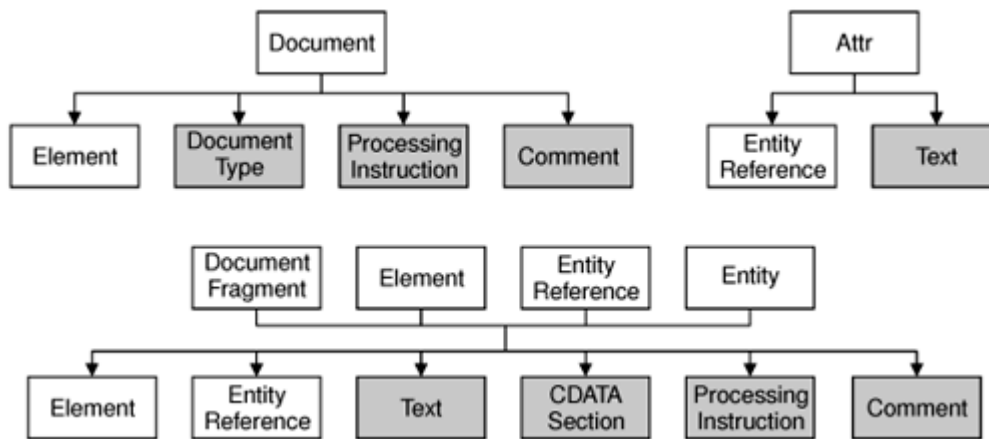 Document
Attr
Element
Document
Type
Processing
Instruction
Comment
Entity
Reference
Text
Document
Fragment
Element
Entity
Reference
Entity
Element
Entity
Reference
Text
CDATA
Section
Processing
Instruction
Comment